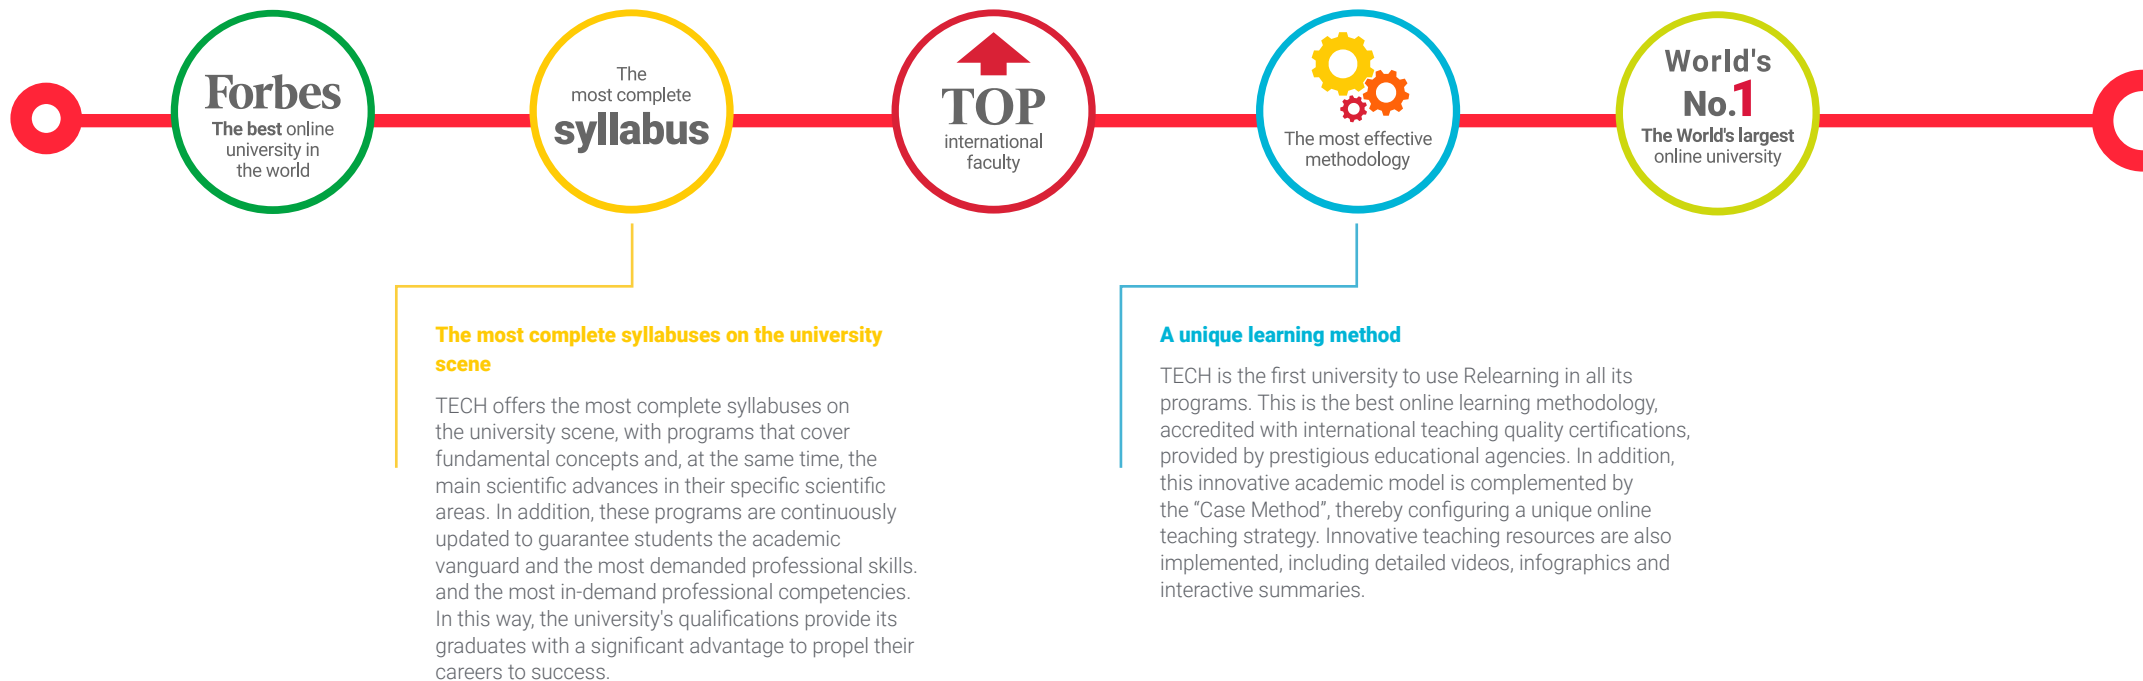 Forbes
The best online
university in
the world
The
most complete
syllabus
TOP
international
faculty
The most effective
methodology
World's
No.1
The World's largest
online university
The most complete syllabuses on the university
scene
TECH offers the most complete syllabuses on
the university scene, with programs that cover
fundamental concepts and, at the same time, the
main scientific advances in their specific scientific
areas. In addition, these programs are continuously
updated to guarantee students the academic
vanguard and the most demanded professional skills.
and the most in-demand professional competencies.
In this way, the university's qualifications provide its
graduates with a significant advantage to propel their
careers to success.
A unique learning method
TECH is the first university to use Relearning in all its
programs. This is the best online learning methodology,
accredited with international teaching quality certifications,
provided by prestigious educational agencies. In addition,
this innovative academic model is complemented by
the “Case Method”, thereby configuring a unique online
teaching strategy. Innovative teaching resources are also
implemented, including detailed videos, infographics and
interactive summaries.